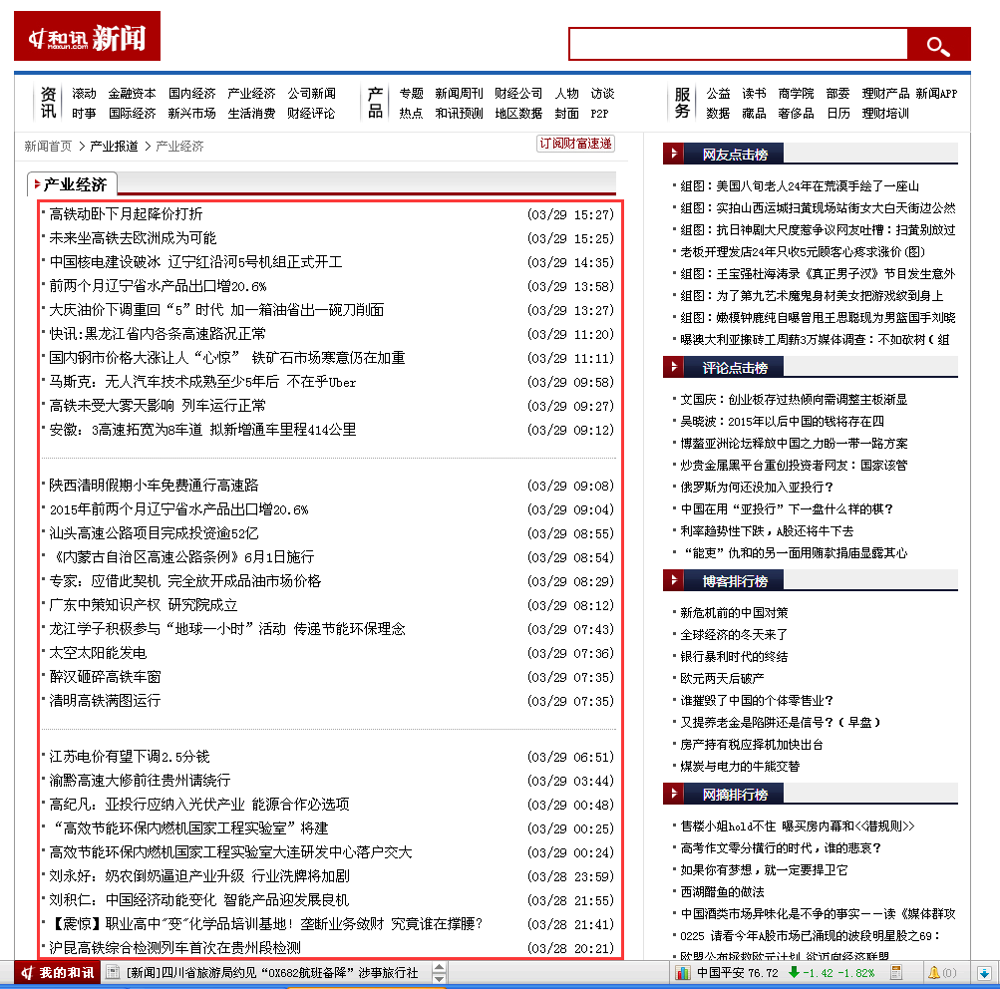 和讯 新闻
hexun.com
资讯 滚动 金融资本 国内经济 产业经济 公司新闻 产品 专题 新闻周刊 财经公司 人物 访谈 服务 公益 读书 商学院 部委 理财产品 新闻APP
时事 国际经济 新兴市场 生活消费 财经评论 热点 和讯预测 地区数据 封面 P2P 数据 藏品 奢侈品 日历 理财培训
新闻首页 > 产业报道 > 产业经济 订阅财富速递
产业经济
高铁动卧下月起降价打折 (03/29 15:27)
未来坐高铁去欧洲成为可能 (03/29 15:25)
中国核电建设破冰 辽宁红沿河5号机组正式开工 (03/29 14:35)
前两个月辽宁省水产品出口增20.6% (03/29 13:58)
大庆油价下调重回“5”时代 加一箱油省出一碗刀削面 (03/29 13:27)
快讯:黑龙江省内各条高速路况正常 (03/29 11:20)
国内钢市价格大涨让人“心惊” 铁矿石市场寒意仍在加重 (03/29 11:11)
马斯克：无人汽车技术成熟至少5年后 不在乎Uber (03/29 09:58)
高铁未受大雾天影响 列车运行正常 (03/29 09:27)
安徽：3高速拓宽为8车道 拟新增通车里程414公里 (03/29 09:12)
陕西清明假期小车免费通行高速路 (03/29 09:08)
2015年前两个月辽宁省水产品出口增20.6% (03/29 09:04)
汕头高速公路项目完成投资逾52亿 (03/29 08:55)
《内蒙古自治区高速公路条例》6月1日施行 (03/29 08:54)
专家：应借此契机 完全放开成品油市场价格 (03/29 08:29)
广东中策知识产权 研究院成立 (03/29 08:12)
龙江学子积极参与“地球一小时”活动 传递节能环保理念 (03/29 07:43)
太空太阳能发电 (03/29 07:36)
醉汉砸碎高铁车窗 (03/29 07:35)
清明高铁满图运行 (03/29 07:35)
江苏电价有望下调2.5分钱 (03/29 06:51)
渝黔高速大修前往贵州请绕行 (03/29 03:44)
高纪凡：亚投行应纳入光伏产业 能源合作必选项 (03/29 00:48)
“高效节能环保内燃机国家工程实验室”将建 (03/29 00:25)
高效节能环保内燃机国家工程实验室大连研发中心落户交大 (03/29 00:24)
刘永好：奶农倒奶逼迫产业升级 行业洗牌将加剧 (03/28 23:59)
刘积仁：中国经济动能变化 智能产品迎发展良机 (03/28 21:55)
【震惊】职业高中"变"化学品培训基地！垄断业务敛财 究竟谁在撑腰? (03/28 21:41)
沪昆高铁综合检测列车首次在贵州段检测 (03/28 20:21)
网友点击榜
组图：美国八旬老人24年在荒漠手绘了一座山
组图：实拍山西运城扫黄现场站街女大白天街边公然
组图：抗日神剧大尺度惹争议网友吐槽：扫黄别放过
老板开理发店24年只收5元顾客心疼求涨价(图)
组图：王宝强杜海涛录《真正男子汉》节目发生意外
组图：为了第九艺术魔鬼身材美女把游戏纹到身上
组图：嫩模钟鹿纯自曝曾甩王思聪现为男篮国手刘晓
曝澳大利亚搬砖工周薪3万媒体调查：不如砍树（组
评论点击榜
文国庆：创业板存过热倾向需调整主板渐显
吴晓波：2015年以后中国的钱将存在四
博鳌亚洲论坛释放中国之力盼一带一路方案
炒贵金属黑平台重创投资者网友：国家该管
俄罗斯为何还没加入亚投行？
中国在用“亚投行”下一盘什么样的棋？
利率趋势性下跌，A股还将牛下去
“能吏”仇和的另一面用贿款捐庙显露其心
博客排行榜
新危机前的中国对策
全球经济的冬天来了
银行暴利时代的终结
欧元两天后破产
谁摧毁了中国的个体零售业？
又提养老金是陷阱还是信号？（早盘）
房产持有税应择机加快出台
煤炭与电力的牛能交替
网摘排行榜
售楼小姐hold不住 曝买房内幕和<<潜规则>>
高考作文零分横行的时代，谁的悲哀？
如果你有梦想，就一定要捍卫它
西湖醋鱼的做法
中国酒类市场异味化是不争的事实——读《媒体群攻
0225 请看今年A股市场已涌现的波段明星股之69：
欧盟公布拯救欧元计划 欲迈向经济联盟
我的和讯 [新闻]四川省旅游局约见“OX682航班备降”涉事旅行社 中国平安 76.72 -1.42 -1.82% (0)